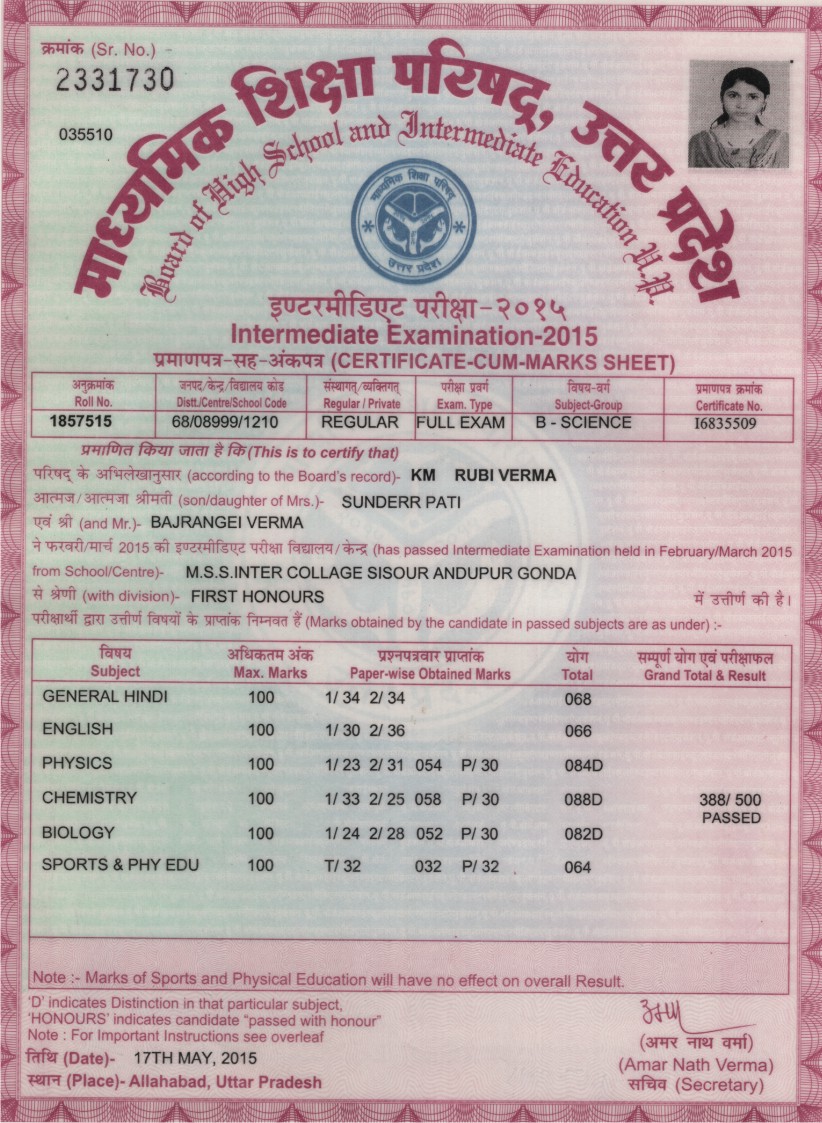 क्रमांक (Sr. No.) -
2331730
035510
माध्यमिक शिक्षा परिषद्, उत्तर प्रदेश
Board of High School and Intermediate Education U.P.
माध्यमिक शिक्षा परिषद्
उत्तर प्रदेश
इण्टरमीडिएट परीक्षा-२०१५
Intermediate Examination-2015
प्रमाणपत्र-सह-अंकपत्र (CERTIFICATE-CUM-MARKS SHEET)
अनुक्रमांक जनपद/केन्द्र/विद्यालय कोड संस्थागत्/व्यक्तिगत् परीक्षा प्रवर्ग विषय-वर्ग प्रमाणपत्र क्रमांक
Roll No. Distt./Centre/School Code Regular / Private Exam. Type Subject-Group Certificate No.
1857515 68/08999/1210 REGULAR FULL EXAM B - SCIENCE I6835509
प्रमाणित किया जाता है कि (This is to certify that)
परिषद् के अभिलेखानुसार (according to the Board's record)- KM RUBI VERMA
आत्मज/आत्मजा श्रीमती (son/daughter of Mrs.)- SUNDERR PATI
एवं श्री (and Mr.)- BAJRANGEI VERMA
ने फरवरी/मार्च 2015 की इण्टरमीडिएट परीक्षा विद्यालय/केन्द्र (has passed Intermediate Examination held in February/March 2015
from School/Centre)- M.S.S.INTER COLLAGE SISOUR ANDUPUR GONDA
से श्रेणी (with division)- FIRST HONOURS में उत्तीर्ण की है।
परीक्षार्थी द्वारा उत्तीर्ण विषयों के प्राप्तांक निम्नवत हैं (Marks obtained by the candidate in passed subjects are as under) :-
विषय अधिकतम अंक प्रश्नपत्रवार प्राप्तांक योग सम्पूर्ण योग एवं परीक्षाफल
Subject Max. Marks Paper-wise Obtained Marks Total Grand Total & Result
GENERAL HINDI 100 1/ 34 2/ 34 068
ENGLISH 100 1/ 30 2/ 36 066
PHYSICS 100 1/ 23 2/ 31 054 P/ 30 084D
CHEMISTRY 100 1/ 33 2/ 25 058 P/ 30 088D 388/ 500
PASSED
BIOLOGY 100 1/ 24 2/ 28 052 P/ 30 082D
SPORTS & PHY EDU 100 T/ 32 032 P/ 32 064
Note :- Marks of Sports and Physical Education will have no effect on overall Result.
'D' indicates Distinction in that particular subject,
'HONOURS' indicates candidate "passed with honour"
Note : For Important Instructions see overleaf
तिथि (Date)- 17TH MAY, 2015
स्थान (Place)- Allahabad, Uttar Pradesh
(अमर नाथ वर्मा)
(Amar Nath Verma)
सचिव (Secretary)